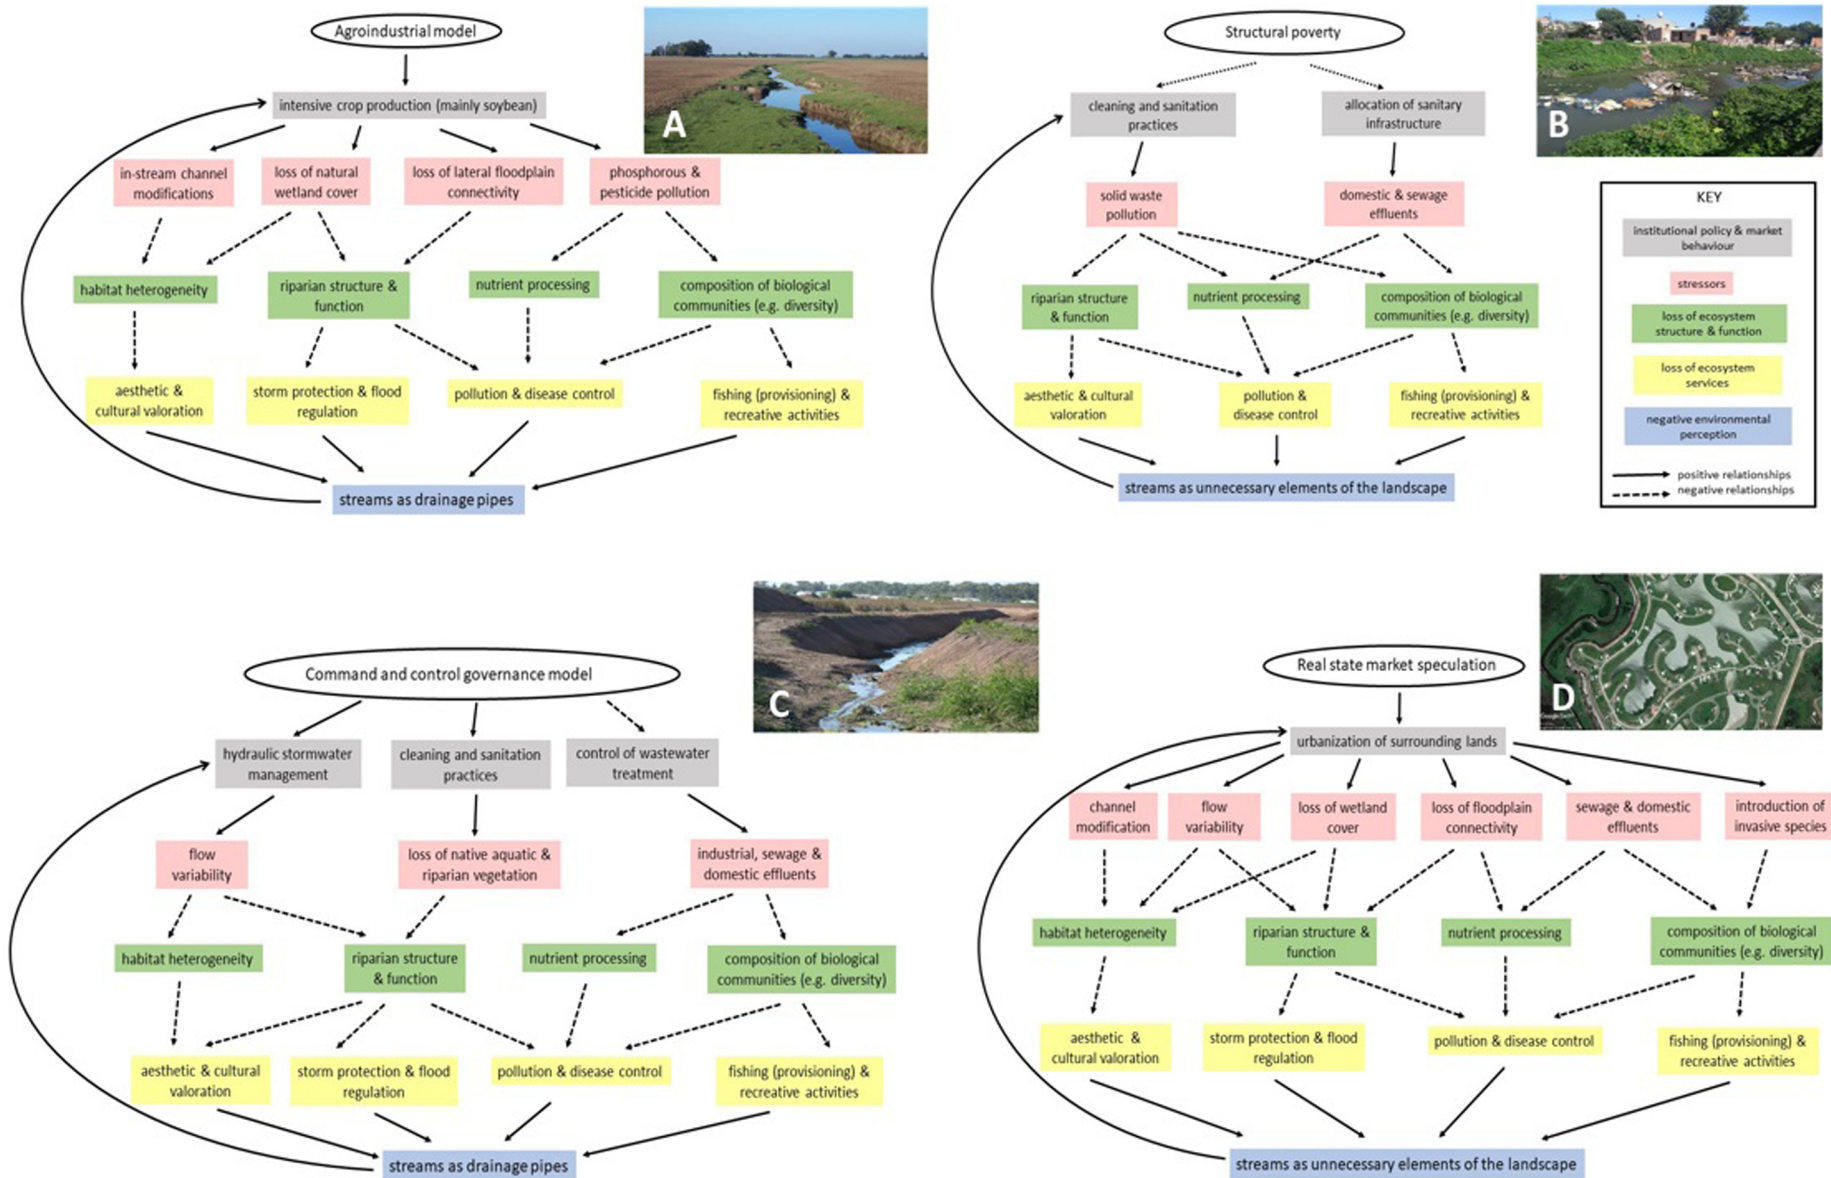 Agroindustrial model
intensive crop production (mainly soybean)
in-stream channel
modifications
loss of natural
wetland cover
loss of lateral floodplain
connectivity
phosphorous &
pesticide pollution
habitat heterogeneity
riparian structure &
function
nutrient processing
composition of biological
communities (e.g. diversity)
aesthetic &
cultural valoration
storm protection & flood
regulation
pollution & disease control
fishing (provisioning) &
recreative activities
streams as drainage pipes
A
Structural poverty
cleaning and sanitation
practices
allocation of sanitary
infrastructure
solid waste
pollution
domestic & sewage
effluents
riparian structure
& function
nutrient processing
composition of biological
communities (e.g. diversity)
aesthetic & cultural
valoration
pollution &
disease control
fishing (provisioning) &
recreative activities
streams as unnecessary elements of the landscape
B
KEY
institutional policy & market
behaviour
stressors
loss of ecosystem
structure & function
loss of ecosystem
services
negative environmental
perception
positive relationships
negative relationships
Command and control governance model
hydraulic stormwater
management
cleaning and sanitation
practices
control of wastewater
treatment
flow
variability
loss of native aquatic &
riparian vegetation
industrial, sewage &
domestic effluents
habitat heterogeneity
riparian structure
& function
nutrient processing
composition of biological
communities (e.g. diversity)
aesthetic & cultural
valoration
storm protection & flood
regulation
pollution & disease control
fishing (provisioning) &
recreative activities
streams as drainage pipes
C
Real state market speculation
urbanization of surrounding lands
channel
modification
flow
variability
loss of wetland
cover
loss of floodplain
connectivity
sewage & domestic
effluents
introduction of
invasive species
habitat heterogeneity
riparian structure &
function
nutrient processing
composition of biological
communities (e.g. diversity)
aesthetic &
cultural valoration
storm protection & flood
regulation
pollution & disease control
fishing (provisioning) &
recreative activities
streams as unnecessary elements of the landscape
D